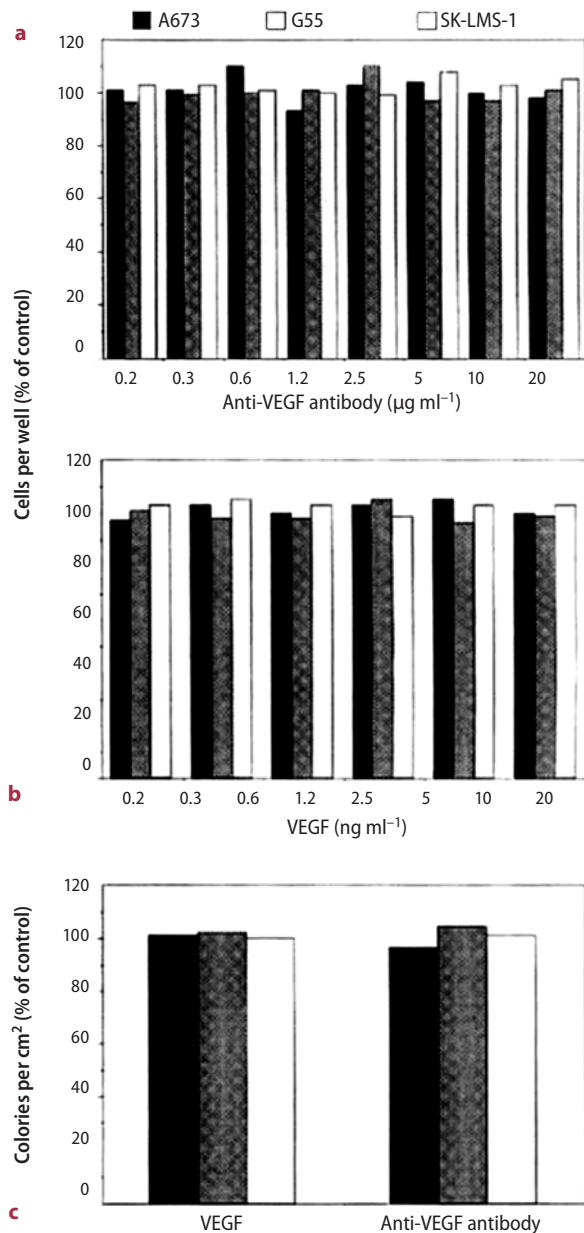 a
A673 G55 SK-LMS-1
120
100
80
60
40
20
0
0.2 0.3 0.6 1.2 2.5 5 10 20
Anti-VEGF antibody (µg ml⁻¹)
Cells per well (% of control)
120
100
80
60
40
20
0
b
0.2 0.3 0.6 1.2 2.5 5 10 20
VEGF (ng ml⁻¹)
Colories per cm² (% of control)
120
100
80
60
40
20
0
c
VEGF Anti-VEGF antibody